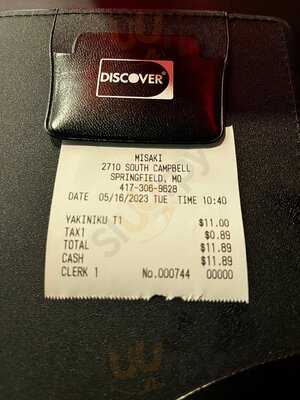 DISCOVER
MISAKI
2710 SOUTH CAMPBELL
SPRINGFIELD, MO
417-306-9628
DATE 05/16/2023 TUE TIME 10:40
YAKINIKU T1 $11.00
TAX1 $0.89
TOTAL $11.89
CASH $11.89
CLERK 1 No.000744 00000